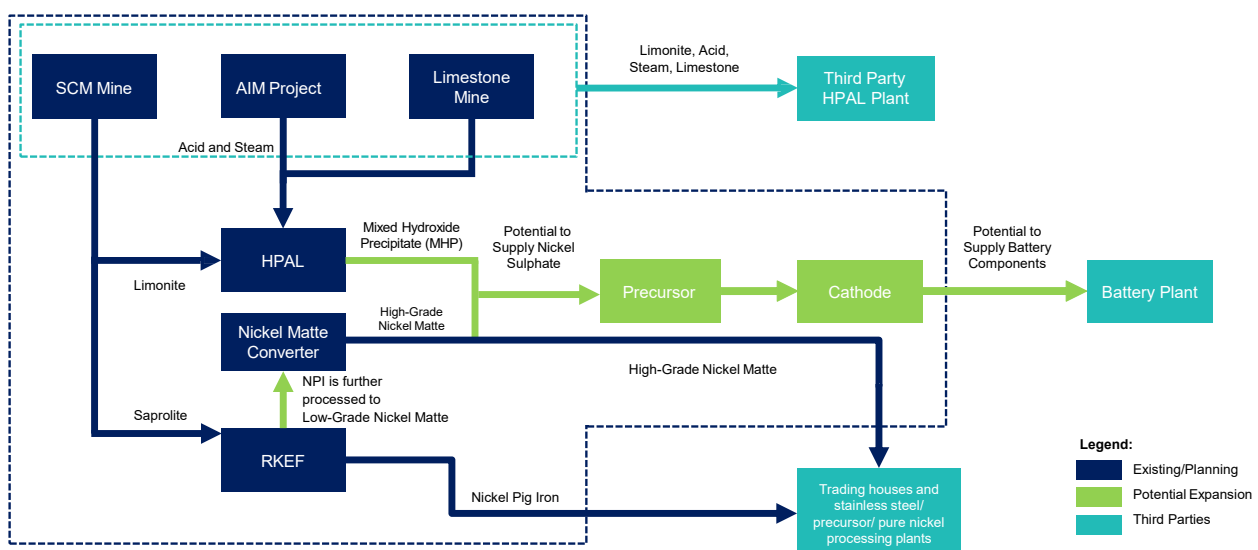 SCM Mine
AIM Project
Limestone
Mine
Limonite, Acid,
Steam, Limestone
Third Party
HPAL Plant
Acid and Steam
HPAL
Mixed Hydroxide
Precipitate (MHP)
Potential to
Supply Nickel
Sulphate
Precursor
Cathode
Potential to
Supply Battery
Components
Battery Plant
Limonite
Nickel Matte
Converter
High-Grade
Nickel Matte
High-Grade Nickel Matte
NPI is further
processed to
Low-Grade Nickel Matte
Saprolite
RKEF
Nickel Pig Iron
Trading houses and
stainless steel/
precursor/ pure nickel
processing plants
Legend:
Existing/Planning
Potential Expansion
Third Parties